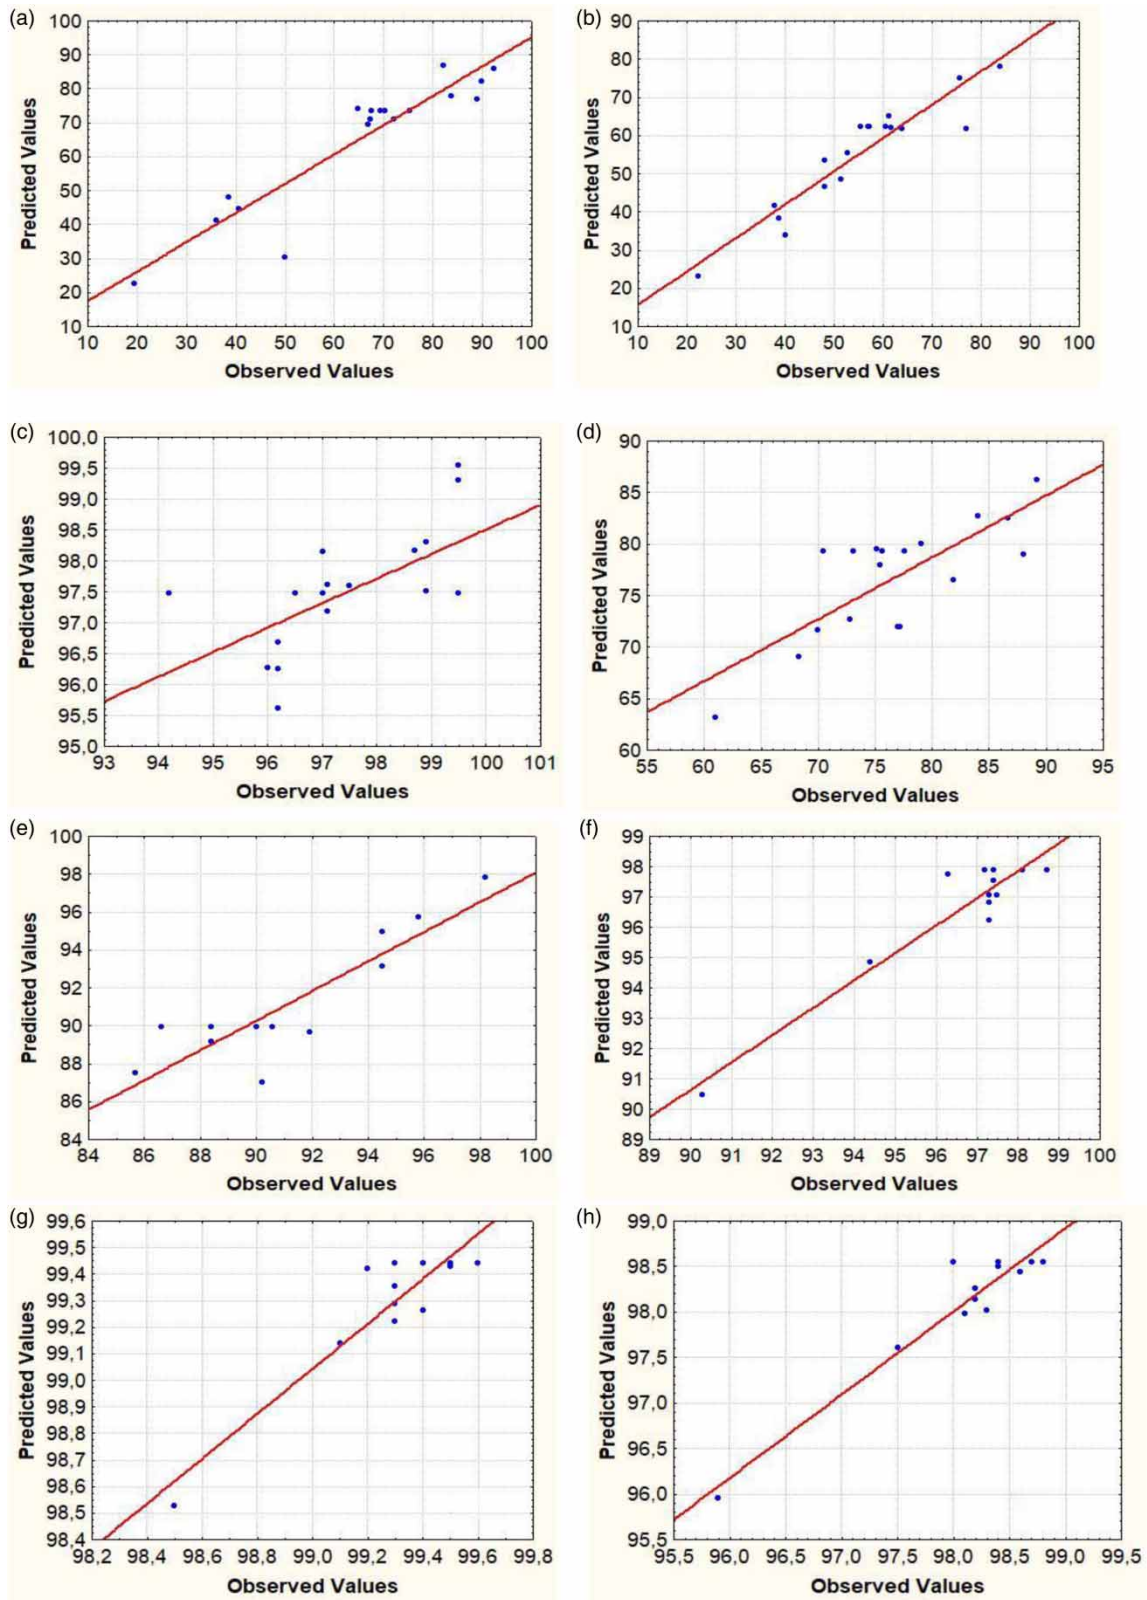 (a)
100
90
80
70
60
50
40
30
20
10
Predicted Values
10 20 30 40 50 60 70 80 90 100
Observed Values
(b)
90
80
70
60
50
40
30
20
10
Predicted Values
10 20 30 40 50 60 70 80 90 100
Observed Values
(c)
100,0
99,5
99,0
98,5
98,0
97,5
97,0
96,5
96,0
95,5
95,0
Predicted Values
93 94 95 96 97 98 99 100 101
Observed Values
(d)
90
85
80
75
70
65
60
Predicted Values
55 60 65 70 75 80 85 90 95
Observed Values
(e)
100
98
96
94
92
90
88
86
84
Predicted Values
84 86 88 90 92 94 96 98 100
Observed Values
(f)
99
98
97
96
95
94
93
92
91
90
89
Predicted Values
89 90 91 92 93 94 95 96 97 98 99 100
Observed Values
(g)
99,6
99,5
99,4
99,3
99,2
99,1
99,0
98,9
98,8
98,7
98,6
98,5
98,4
Predicted Values
98,2 98,4 98,6 98,8 99,0 99,2 99,4 99,6 99,8
Observed Values
(h)
99,0
98,5
98,0
97,5
97,0
96,5
96,0
95,5
Predicted Values
95,5 96,0 96,5 97,0 97,5 98,0 98,5 99,0 99,5
Observed Values